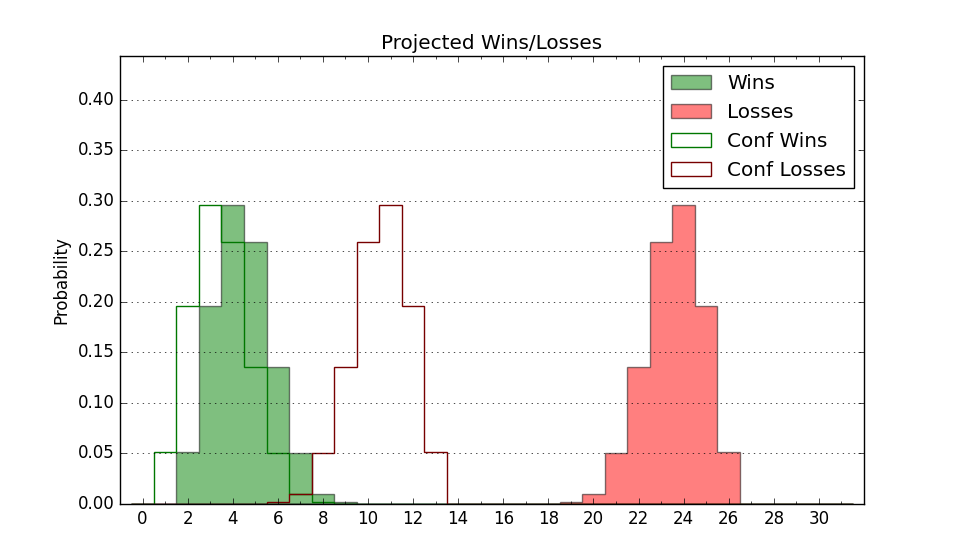 Projected Wins/Losses
Wins
Losses
Conf Wins
Conf Losses
Probability
0.40
0.35
0.30
0.25
0.20
0.15
0.10
0.05
0.00
0 2 4 6 8 10 12 14 16 18 20 22 24 26 28 30